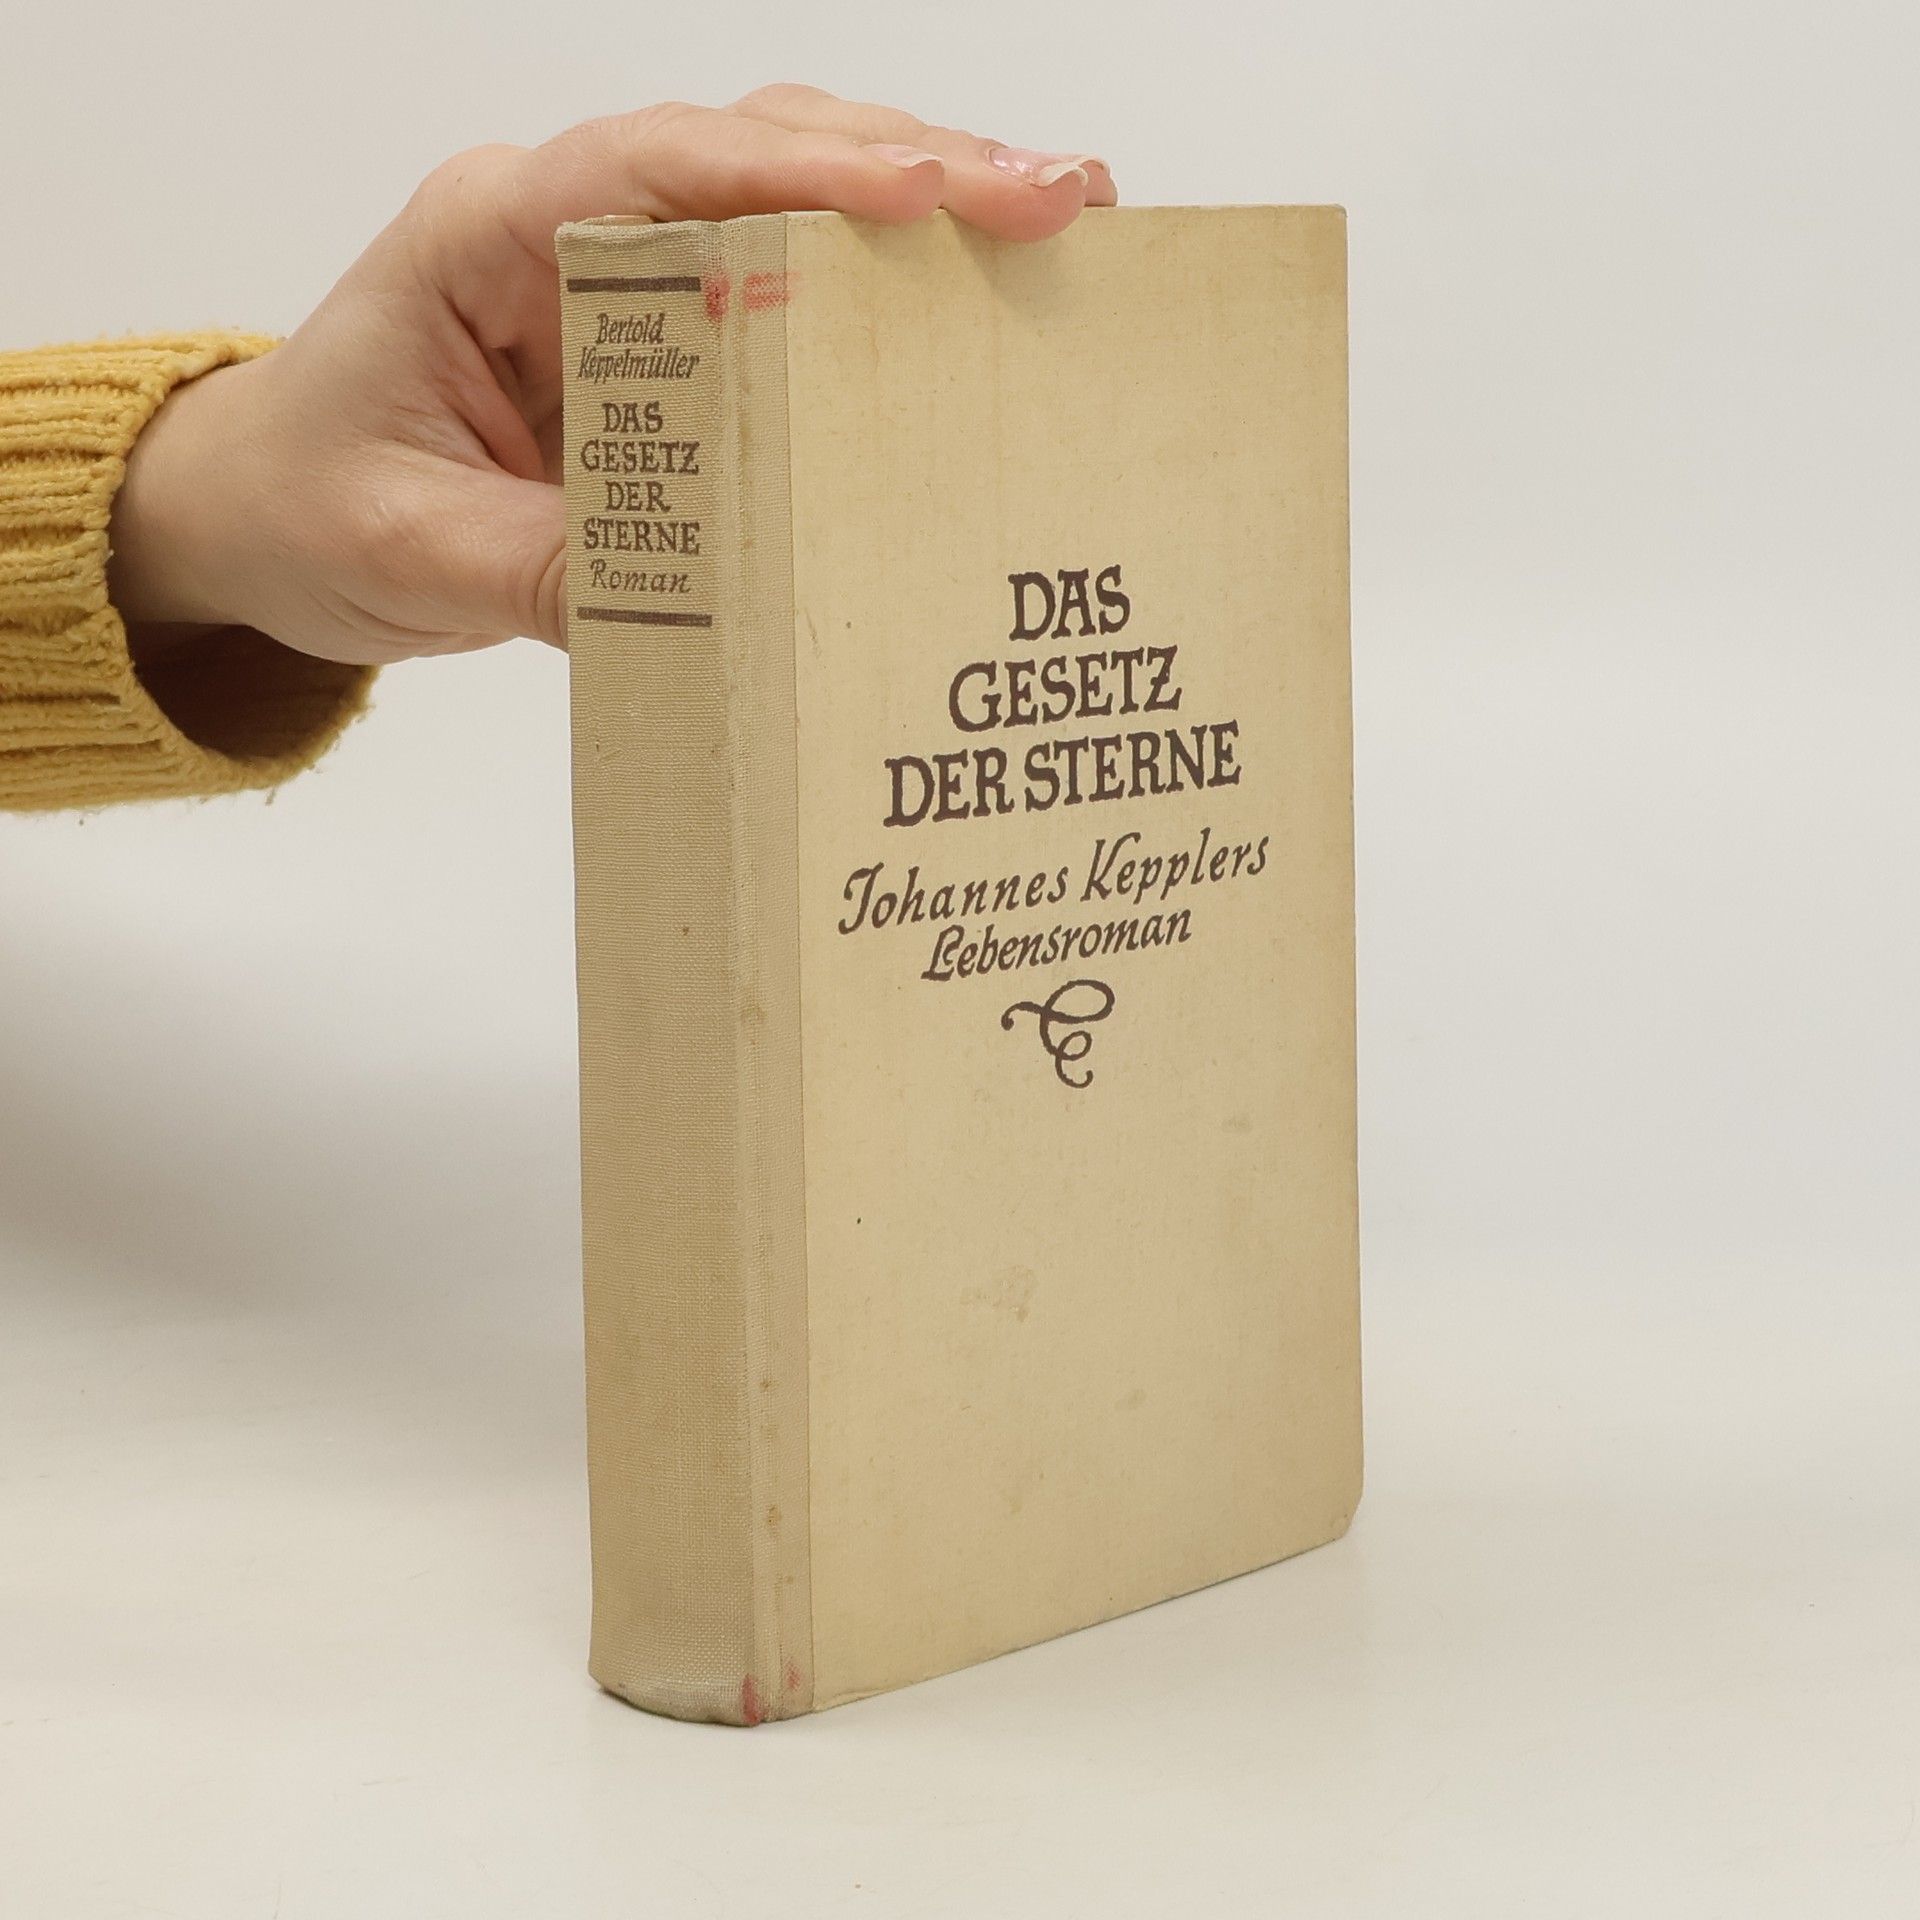 Bertold
Keppelmüller
DAS
GESETZ
DER
STERNE
Roman
DAS
GESETZ
DER STERNE
Johannes Kepplers
Lebensroman